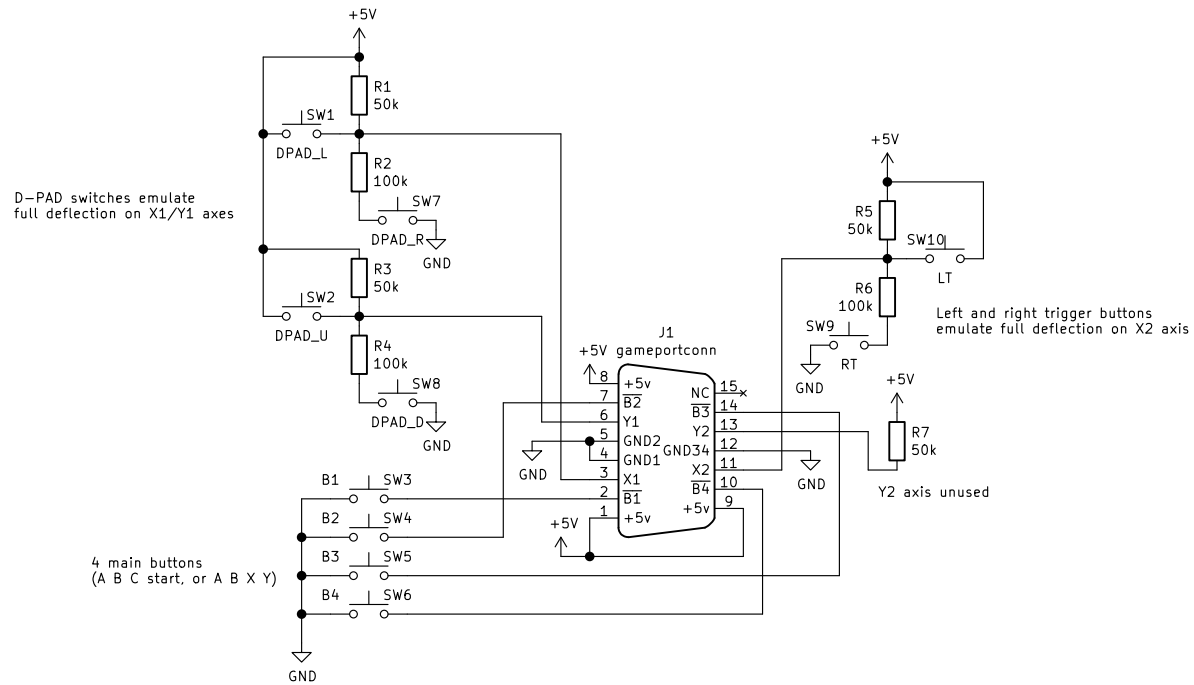 +5V
R1
50k
SW1
DPAD_L
R2
100k
SW7
DPAD_R
GND
D-PAD switches emulate
full deflection on X1/Y1 axes
R3
50k
SW2
DPAD_U
R4
100k
SW8
DPAD_D
GND
+5V
R5
50k
SW10
LT
R6
100k
SW9
RT
GND
Left and right trigger buttons
emulate full deflection on X2 axis
+5V
R7
50k
Y2 axis unused
J1
gameportconn
+5V
8 +5v
7 B2
6 Y1
5 GND2
4 GND1
3 X1
2 B1
1 +5v
NC 15
B3 14
Y2 13
GND34 12
X2 11
B4 10
+5v 9
GND
GND
+5V
B1 SW3
B2 SW4
B3 SW5
B4 SW6
4 main buttons
(A B C start, or A B X Y)
GND